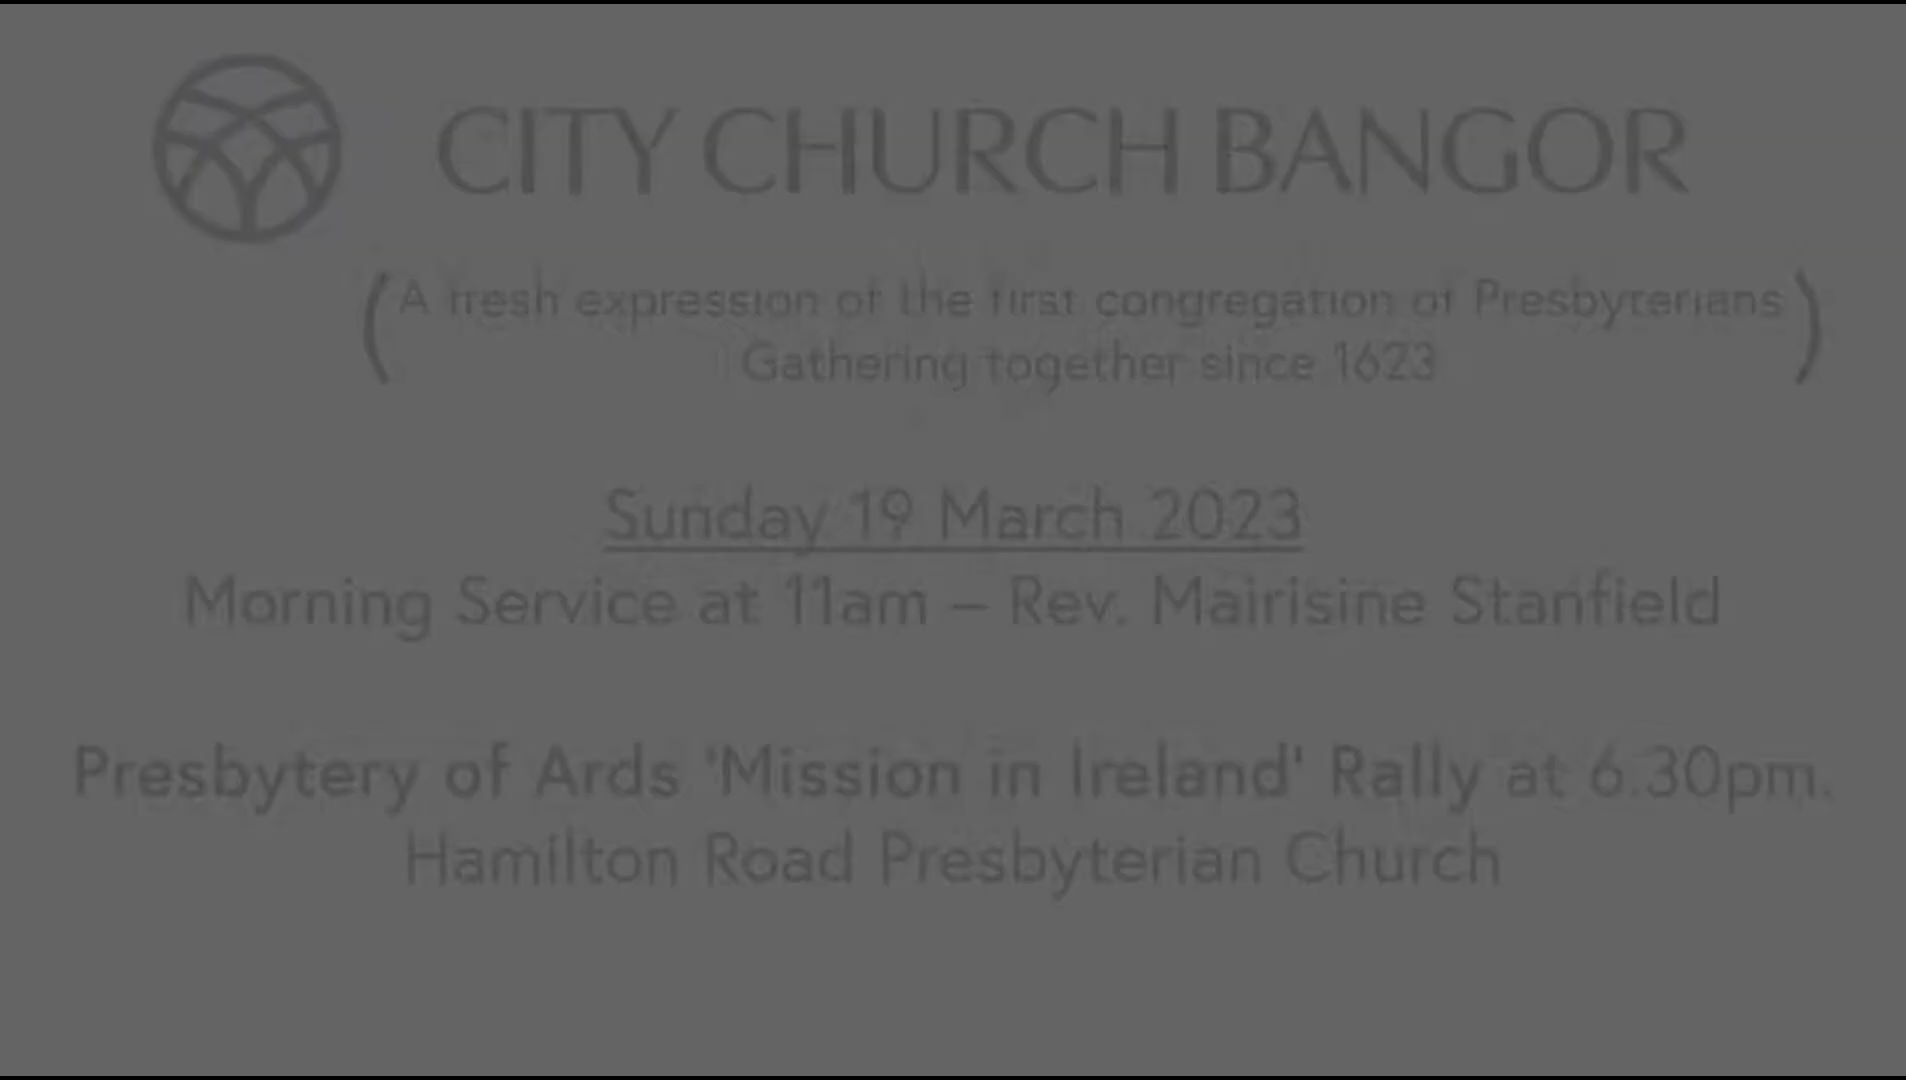 CITY CHURCH BANGOR
(A fresh expression of the first congregation of Presbyterians
Gathering together since 1623)
Sunday 19 March 2023
Morning Service at 11am – Rev. Mairisine Stanfield
Presbytery of Ards 'Mission in Ireland' Rally at 6.30pm.
Hamilton Road Presbyterian Church